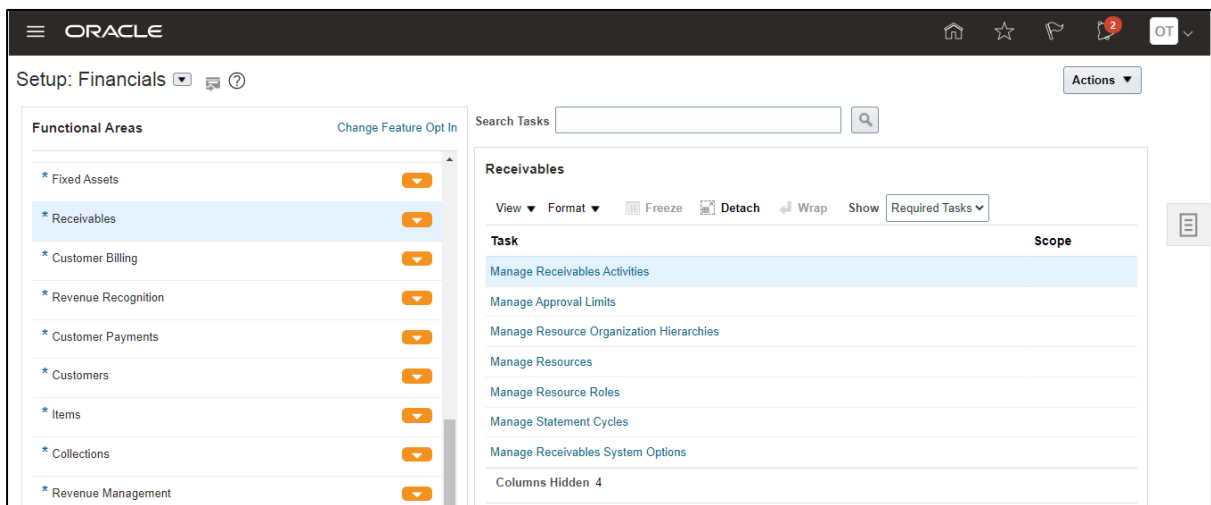 ORACLE
2
OT
Setup: Financials
Actions
Functional Areas
Change Feature Opt In
* Fixed Assets
* Receivables
* Customer Billing
* Revenue Recognition
* Customer Payments
* Customers
* Items
* Collections
* Revenue Management
Search Tasks
Receivables
View Format Freeze Detach Wrap Show Required Tasks
Task Scope
Manage Receivables Activities
Manage Approval Limits
Manage Resource Organization Hierarchies
Manage Resources
Manage Resource Roles
Manage Statement Cycles
Manage Receivables System Options
Columns Hidden 4